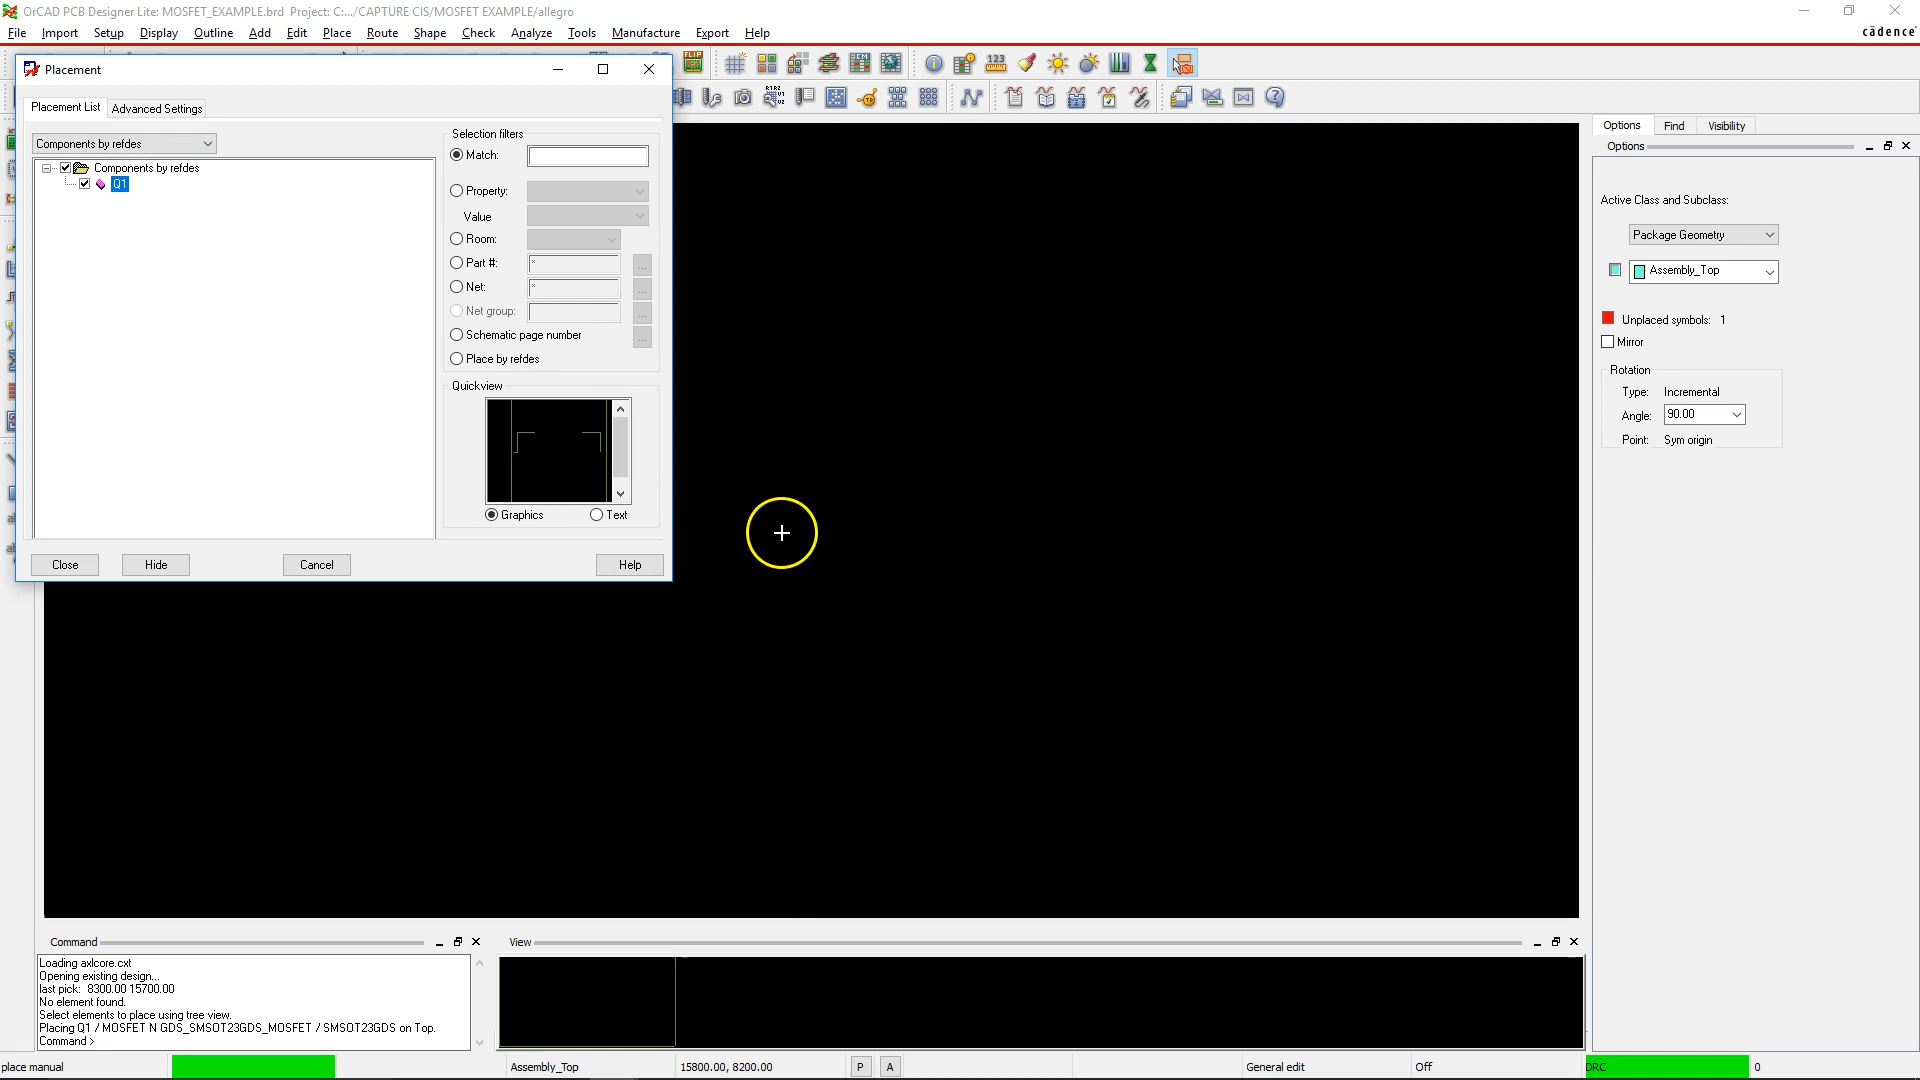 OrCAD PCB Designer Lite: MOSFET_EXAMPLE.brd  Project: C:.../CAPTURE CIS/MOSFET EXAMPLE/allegro
File Import Setup Display Outline Add Edit Place Route Shape Check Analyze Tools Manufacture Export Help
cādence
Placement
Placement List Advanced Settings
Components by refdes
Components by refdes
Q1
Selection filters
Match:
Property:
Value
Room:
Part #: *
Net: *
Net group:
Schematic page number
Place by refdes
Quickview
Graphics Text
Close Hide Cancel Help
Options Find Visibility
Options
Active Class and Subclass:
Package Geometry
Assembly_Top
Unplaced symbols: 1
Mirror
Rotation
Type: Incremental
Angle: 90.00
Point: Sym origin
Command
Loading axlcore.cxt
Opening existing design...
last pick:  8300.00 15700.00
No element found.
Select elements to place using tree view.
Placing Q1 / MOSFET N GDS_SMSOT23GDS_MOSFET / SMSOT23GDS on Top.
Command >
View
place manual Assembly_Top 15800.00, 8200.00 P A General edit Off DRC 0